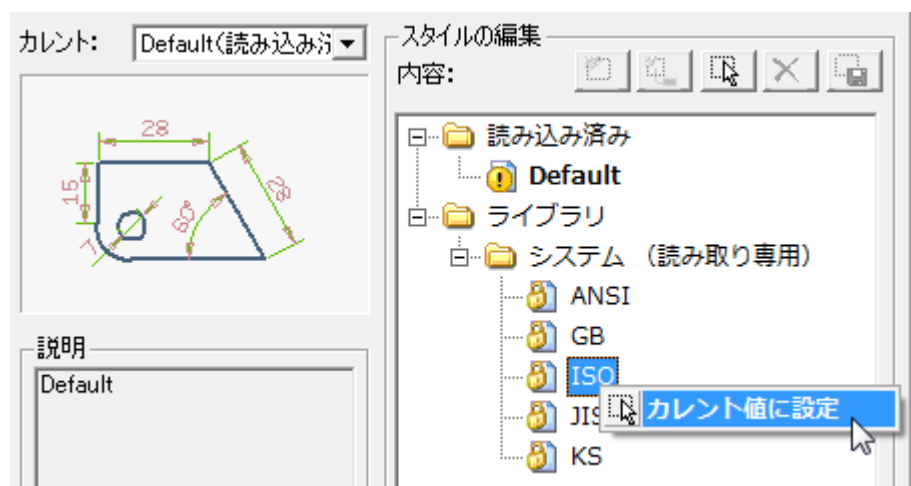 カレント:
Default(読み込み済
28
15
7
60°
説明
Default
スタイルの編集
内容:
読み込み済み
Default
ライブラリ
システム (読み取り専用)
ANSI
GB
ISO
カレント値に設定
JIS
KS